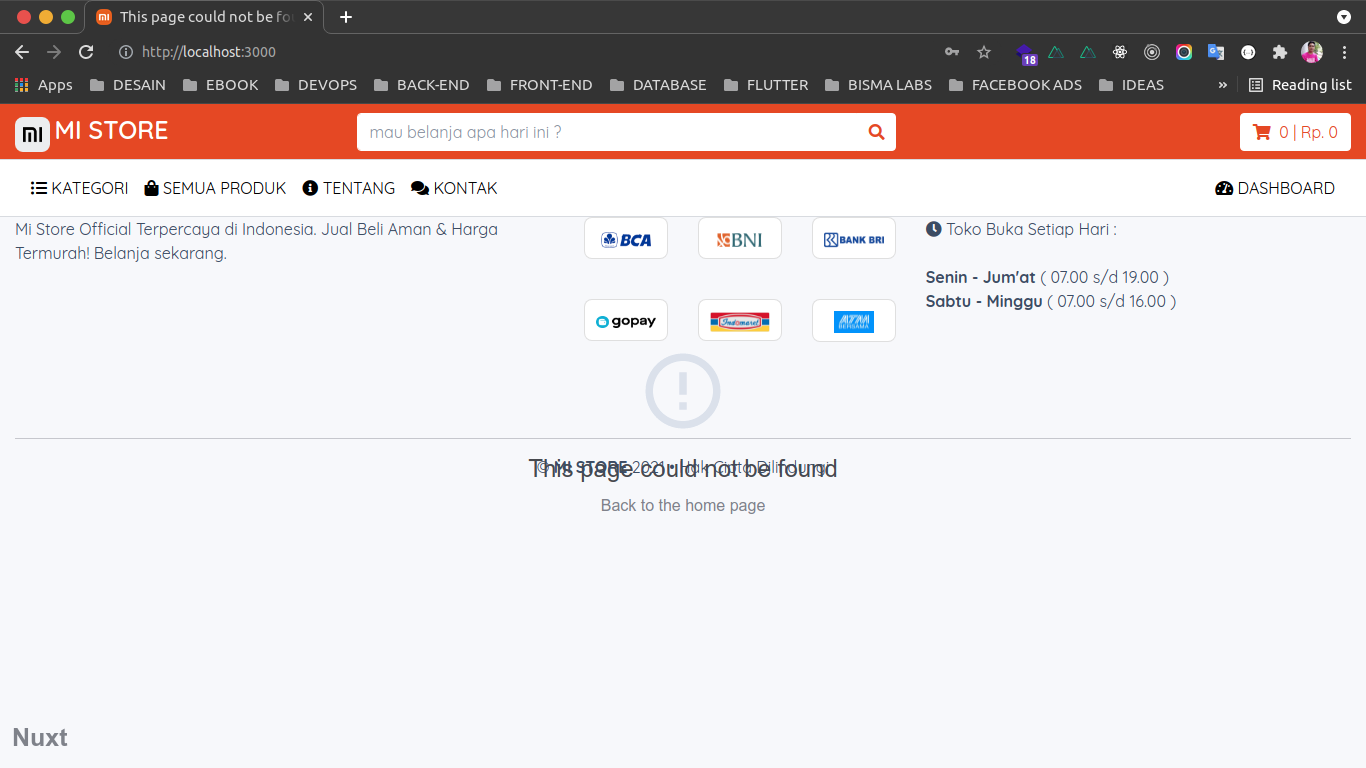 This page could not be fo
http://localhost:3000
18
Apps DESAIN EBOOK DEVOPS BACK-END FRONT-END DATABASE FLUTTER BISMA LABS FACEBOOK ADS IDEAS » Reading list
MI STORE
mau belanja apa hari ini ?
0 | Rp. 0
KATEGORI SEMUA PRODUK TENTANG KONTAK DASHBOARD
Mi Store Official Terpercaya di Indonesia. Jual Beli Aman & Harga
Termurah! Belanja sekarang.
BCA BNI BANK BRI
gopay Indomaret ATM BERSAMA
Toko Buka Setiap Hari :
Senin - Jum'at ( 07.00 s/d 19.00 )
Sabtu - Minggu ( 07.00 s/d 16.00 )
© MI STORE 2021 • Hak Cipta Dilindungi
This page could not be found
Back to the home page
Nuxt